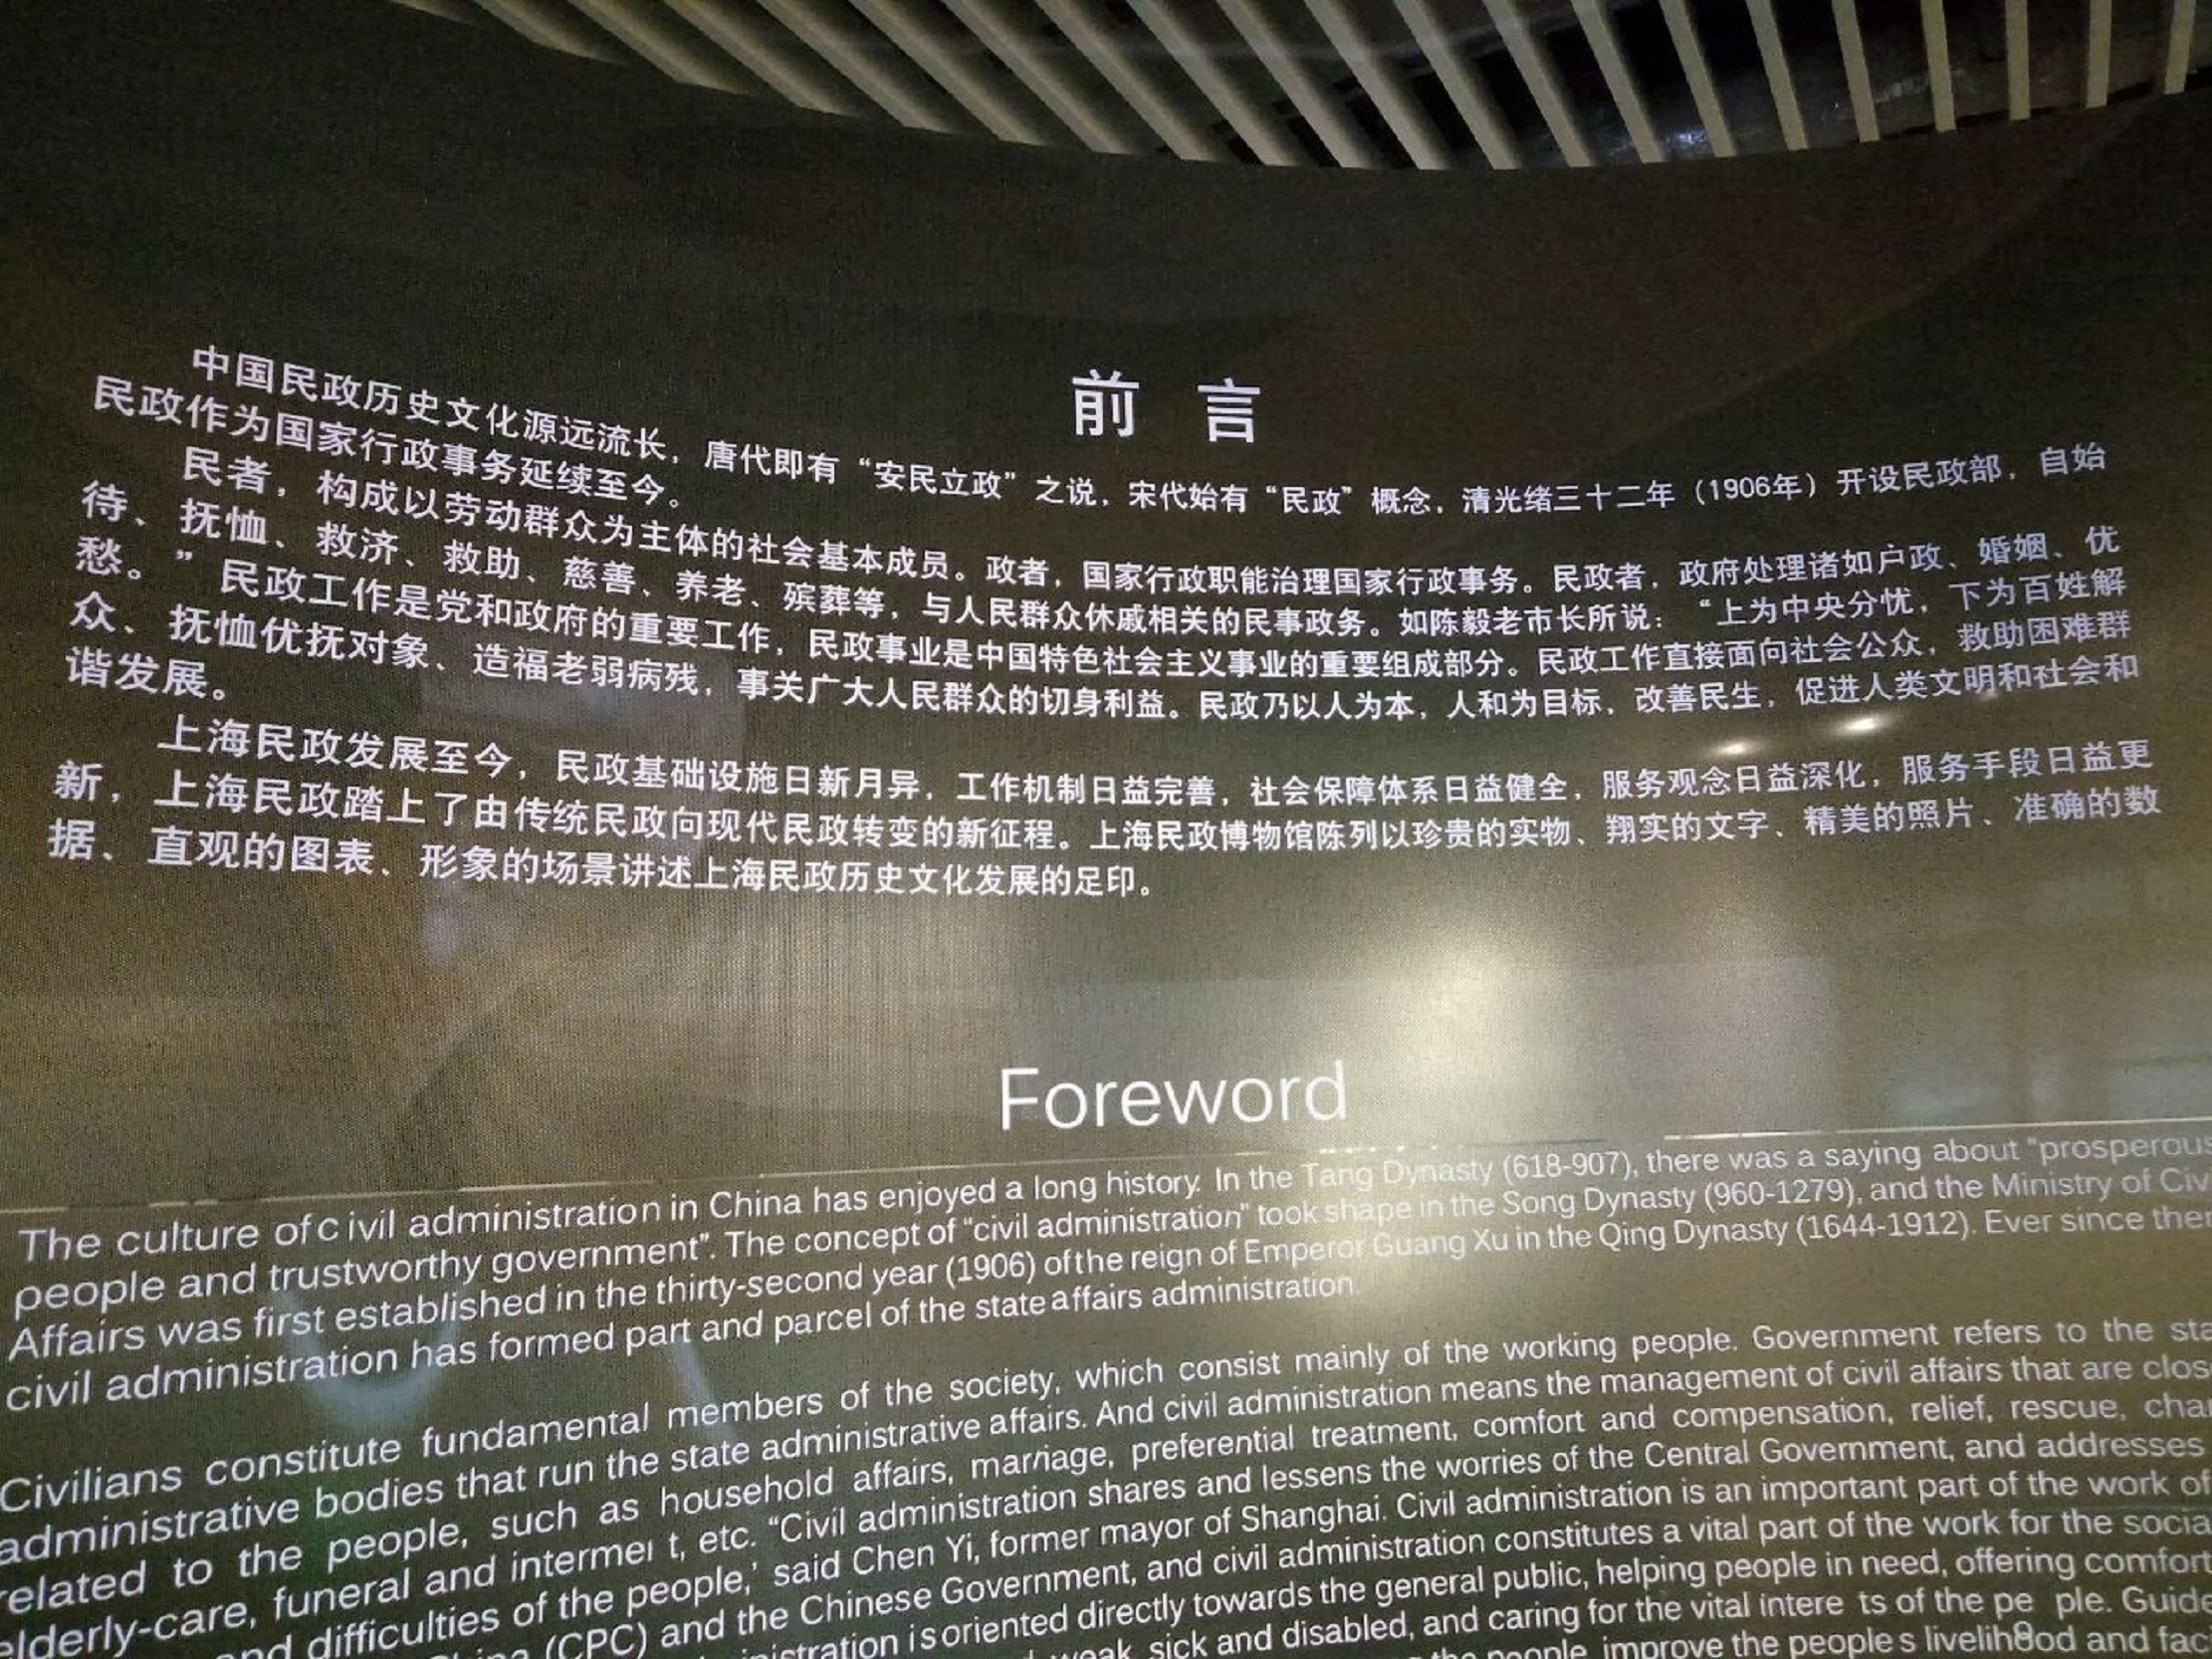 前言
中国民政历史文化源远流长，唐代即有“安民立政”之说，宋代始有“民政”概念，清光绪三十二年（1906年）开设民政部，自始
民政作为国家行政事务延续至今。
民者，构成以劳动群众为主体的社会基本成员。政者，国家行政职能治理国家行政事务。民政者，政府处理诸如户政、婚姻、优
待、抚恤、救济、救助、慈善、养老、殡葬等，与人民群众休戚相关的民事政务。如陈毅老市长所说：“上为中央分忧，下为百姓解
愁。”民政工作是党和政府的重要工作，民政事业是中国特色社会主义事业的重要组成部分。民政工作直接面向社会公众，救助困难群
众、抚恤优抚对象、造福老弱病残，事关广大人民群众的切身利益。民政乃以人为本，人和为目标，改善民生，促进人类文明和社会和
谐发展。
上海民政发展至今，民政基础设施日新月异，工作机制日益完善，社会保障体系日益健全，服务观念日益深化，服务手段日益更
新，上海民政踏上了由传统民政向现代民政转变的新征程。上海民政博物馆陈列以珍贵的实物、翔实的文字、精美的照片、准确的数
据、直观的图表、形象的场景讲述上海民政历史文化发展的足印。
Foreword
The culture of civil administration in China has enjoyed a long history. In the Tang Dynasty (618-907), there was a saying about “prosperous
people and trustworthy government”. The concept of “civil administration” took shape in the Song Dynasty (960-1279), and the Ministry of Civ
Affairs was first established in the thirty-second year (1906) of the reign of Emperor Guang Xu in the Qing Dynasty (1644-1912). Ever since then
civil administration has formed part and parcel of the state affairs administration.
Civilians constitute fundamental members of the society, which consist mainly of the working people. Government refers to the sta
administrative bodies that run the state administrative affairs. And civil administration means the management of civil affairs that are clos
related to the people, such as household affairs, marriage, preferential treatment, comfort and compensation, relief, rescue, char
elderly-care, funeral and intermer t, etc. “Civil administration shares and lessens the worries of the Central Government, and addresses
and difficulties of the people,’ said Chen Yi, former mayor of Shanghai. Civil administration is an important part of the work of
(CPC) and the Chinese Government, and civil administration constitutes a vital part of the work for the socia
is oriented directly towards the general public, helping people in need, offering comfort
weak, sick and disabled, and caring for the vital intere ts of the pe ple. Guide
the people, improve the people s livelihood and fac